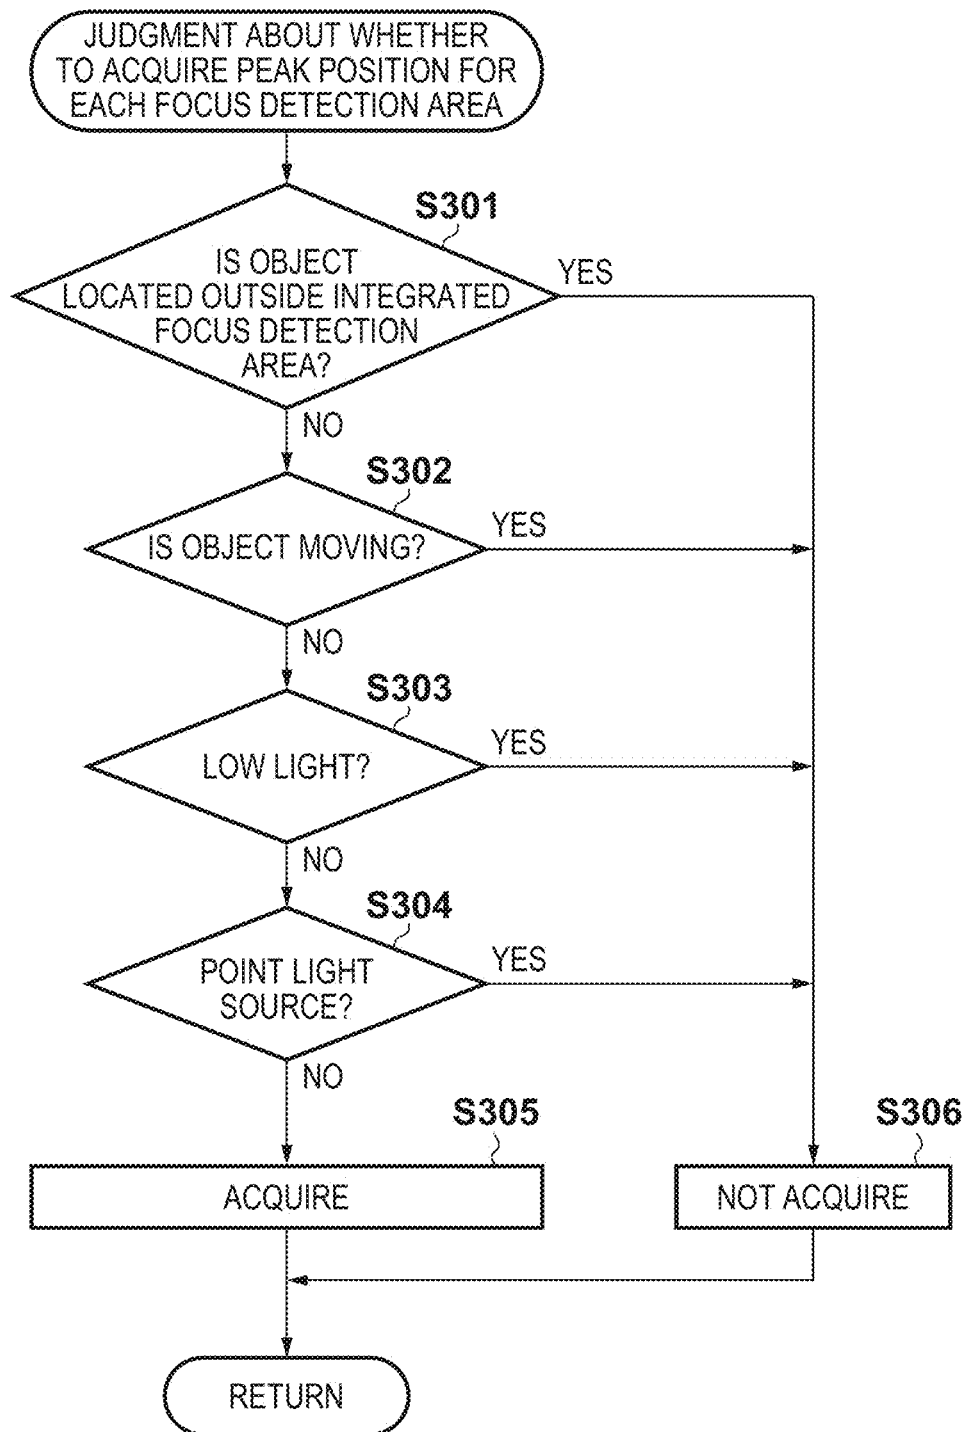 JUDGMENT ABOUT WHETHER
TO ACQUIRE PEAK POSITION FOR
EACH FOCUS DETECTION AREA
S301
IS OBJECT
LOCATED OUTSIDE INTEGRATED
FOCUS DETECTION
AREA?
YES
NO
S302
IS OBJECT MOVING?
YES
NO
S303
LOW LIGHT?
YES
NO
S304
POINT LIGHT
SOURCE?
YES
NO
S305
ACQUIRE
S306
NOT ACQUIRE
RETURN